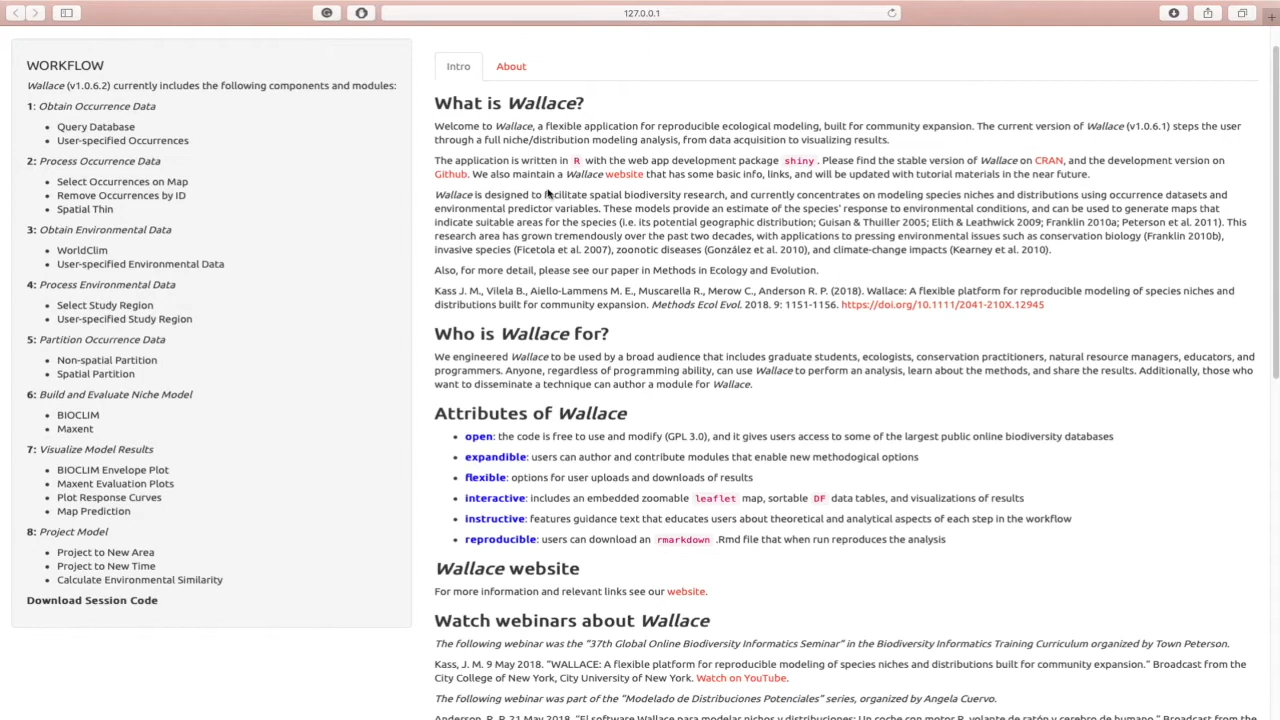 127.0.0.1
WORKFLOW
Wallace (v1.0.6.2) currently includes the following components and modules:
1: Obtain Occurrence Data
• Query Database
• User-specified Occurrences
2: Process Occurrence Data
• Select Occurrences on Map
• Remove Occurrences by ID
• Spatial Thin
3: Obtain Environmental Data
• WorldClim
• User-specified Environmental Data
4: Process Environmental Data
• Select Study Region
• User-specified Study Region
5: Partition Occurrence Data
• Non-spatial Partition
• Spatial Partition
6: Build and Evaluate Niche Model
• BIOCLIM
• Maxent
7: Visualize Model Results
• BIOCLIM Envelope Plot
• Maxent Evaluation Plots
• Plot Response Curves
• Map Prediction
8: Project Model
• Project to New Area
• Project to New Time
• Calculate Environmental Similarity
Download Session Code
Intro About
What is Wallace?
Welcome to Wallace, a flexible application for reproducible ecological modeling, built for community expansion. The current version of Wallace (v1.0.6.1) steps the user
through a full niche/distribution modeling analysis, from data acquisition to visualizing results.
The application is written in R with the web app development package shiny . Please find the stable version of Wallace on CRAN, and the development version on
Github. We also maintain a Wallace website that has some basic info, links, and will be updated with tutorial materials in the near future.
Wallace is designed to facilitate spatial biodiversity research, and currently concentrates on modeling species niches and distributions using occurrence datasets and
environmental predictor variables. These models provide an estimate of the species' response to environmental conditions, and can be used to generate maps that
indicate suitable areas for the species (i.e. its potential geographic distribution; Guisan & Thuiller 2005; Elith & Leathwick 2009; Franklin 2010a; Peterson et al. 2011). This
research area has grown tremendously over the past two decades, with applications to pressing environmental issues such as conservation biology (Franklin 2010b),
invasive species (Ficetola et al. 2007), zoonotic diseases (González et al. 2010), and climate-change impacts (Kearney et al. 2010).
Also, for more detail, please see our paper in Methods in Ecology and Evolution.
Kass J. M., Vilela B., Aiello-Lammens M. E., Muscarella R., Merow C., Anderson R. P. (2018). Wallace: A flexible platform for reproducible modeling of species niches and
distributions built for community expansion. Methods Ecol Evol. 2018. 9: 1151-1156. https://doi.org/10.1111/2041-210X.12945
Who is Wallace for?
We engineered Wallace to be used by a broad audience that includes graduate students, ecologists, conservation practitioners, natural resource managers, educators, and
programmers. Anyone, regardless of programming ability, can use Wallace to perform an analysis, learn about the methods, and share the results. Additionally, those who
want to disseminate a technique can author a module for Wallace.
Attributes of Wallace
• open: the code is free to use and modify (GPL 3.0), and it gives users access to some of the largest public online biodiversity databases
• expandible: users can author and contribute modules that enable new methodogical options
• flexible: options for user uploads and downloads of results
• interactive: includes an embedded zoomable leaflet map, sortable DF data tables, and visualizations of results
• instructive: features guidance text that educates users about theoretical and analytical aspects of each step in the workflow
• reproducible: users can download an rmarkdown .Rmd file that when run reproduces the analysis
Wallace website
For more information and relevant links see our website.
Watch webinars about Wallace
The following webinar was the "37th Global Online Biodiversity Informatics Seminar" in the Biodiversity Informatics Training Curriculum organized by Town Peterson.
Kass, J. M. 9 May 2018. "WALLACE: A flexible platform for reproducible modeling of species niches and distributions built for community expansion." Broadcast from the
City College of New York, City University of New York. Watch on YouTube.
The following webinar was part of the "Modelado de Distribuciones Potenciales" series, organized by Angela Cuervo.
Anderson, R. P. 21 May 2018. "El software Wallace para modelar nichos y distribuciones: Un coche con motor R, volante de ratón y cerebro de humano." Broadcast from the